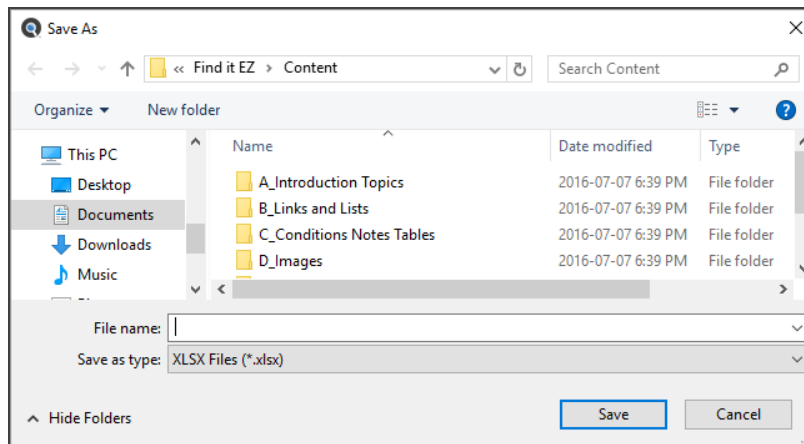 Save As
« Find it EZ > Content
Search Content
Organize
New folder
Name
Date modified
Type
This PC
Desktop
Documents
Downloads
Music
A_Introduction Topics 2016-07-07 6:39 PM File folder
B_Links and Lists 2016-07-07 6:39 PM File folder
C_Conditions Notes Tables 2016-07-07 6:39 PM File folder
D_Images 2016-07-07 6:39 PM File folder
File name:
Save as type: XLSX Files (*.xlsx)
Hide Folders
Save
Cancel